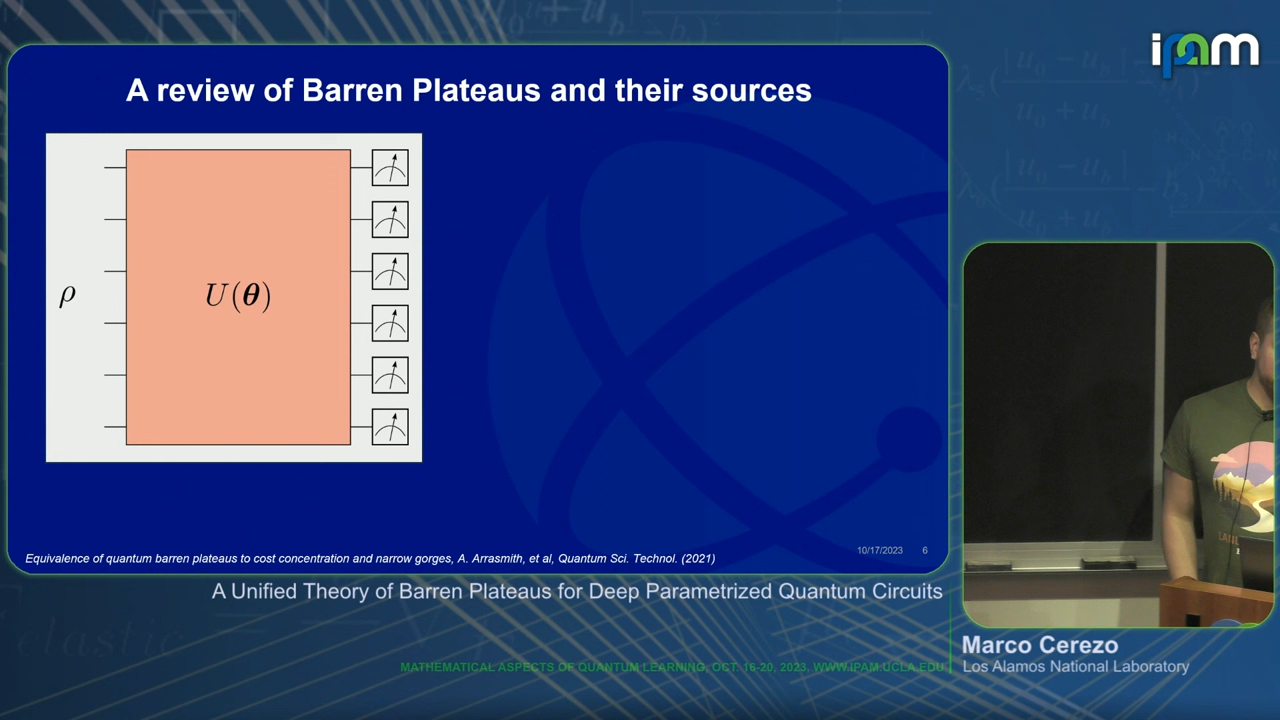 ipam
A review of Barren Plateaus and their sources
ρ
U(θ)
Equivalence of quantum barren plateaus to cost concentration and narrow gorges, A. Arrasmith, et al, Quantum Sci. Technol. (2021)
10/17/2023 6
A Unified Theory of Barren Plateaus for Deep Parametrized Quantum Circuits
Marco Cerezo
Los Alamos National Laboratory
MATHEMATICAL ASPECTS OF QUANTUM LEARNING, OCT. 16-20, 2023, WWW.IPAM.UCLA.EDU
elastic